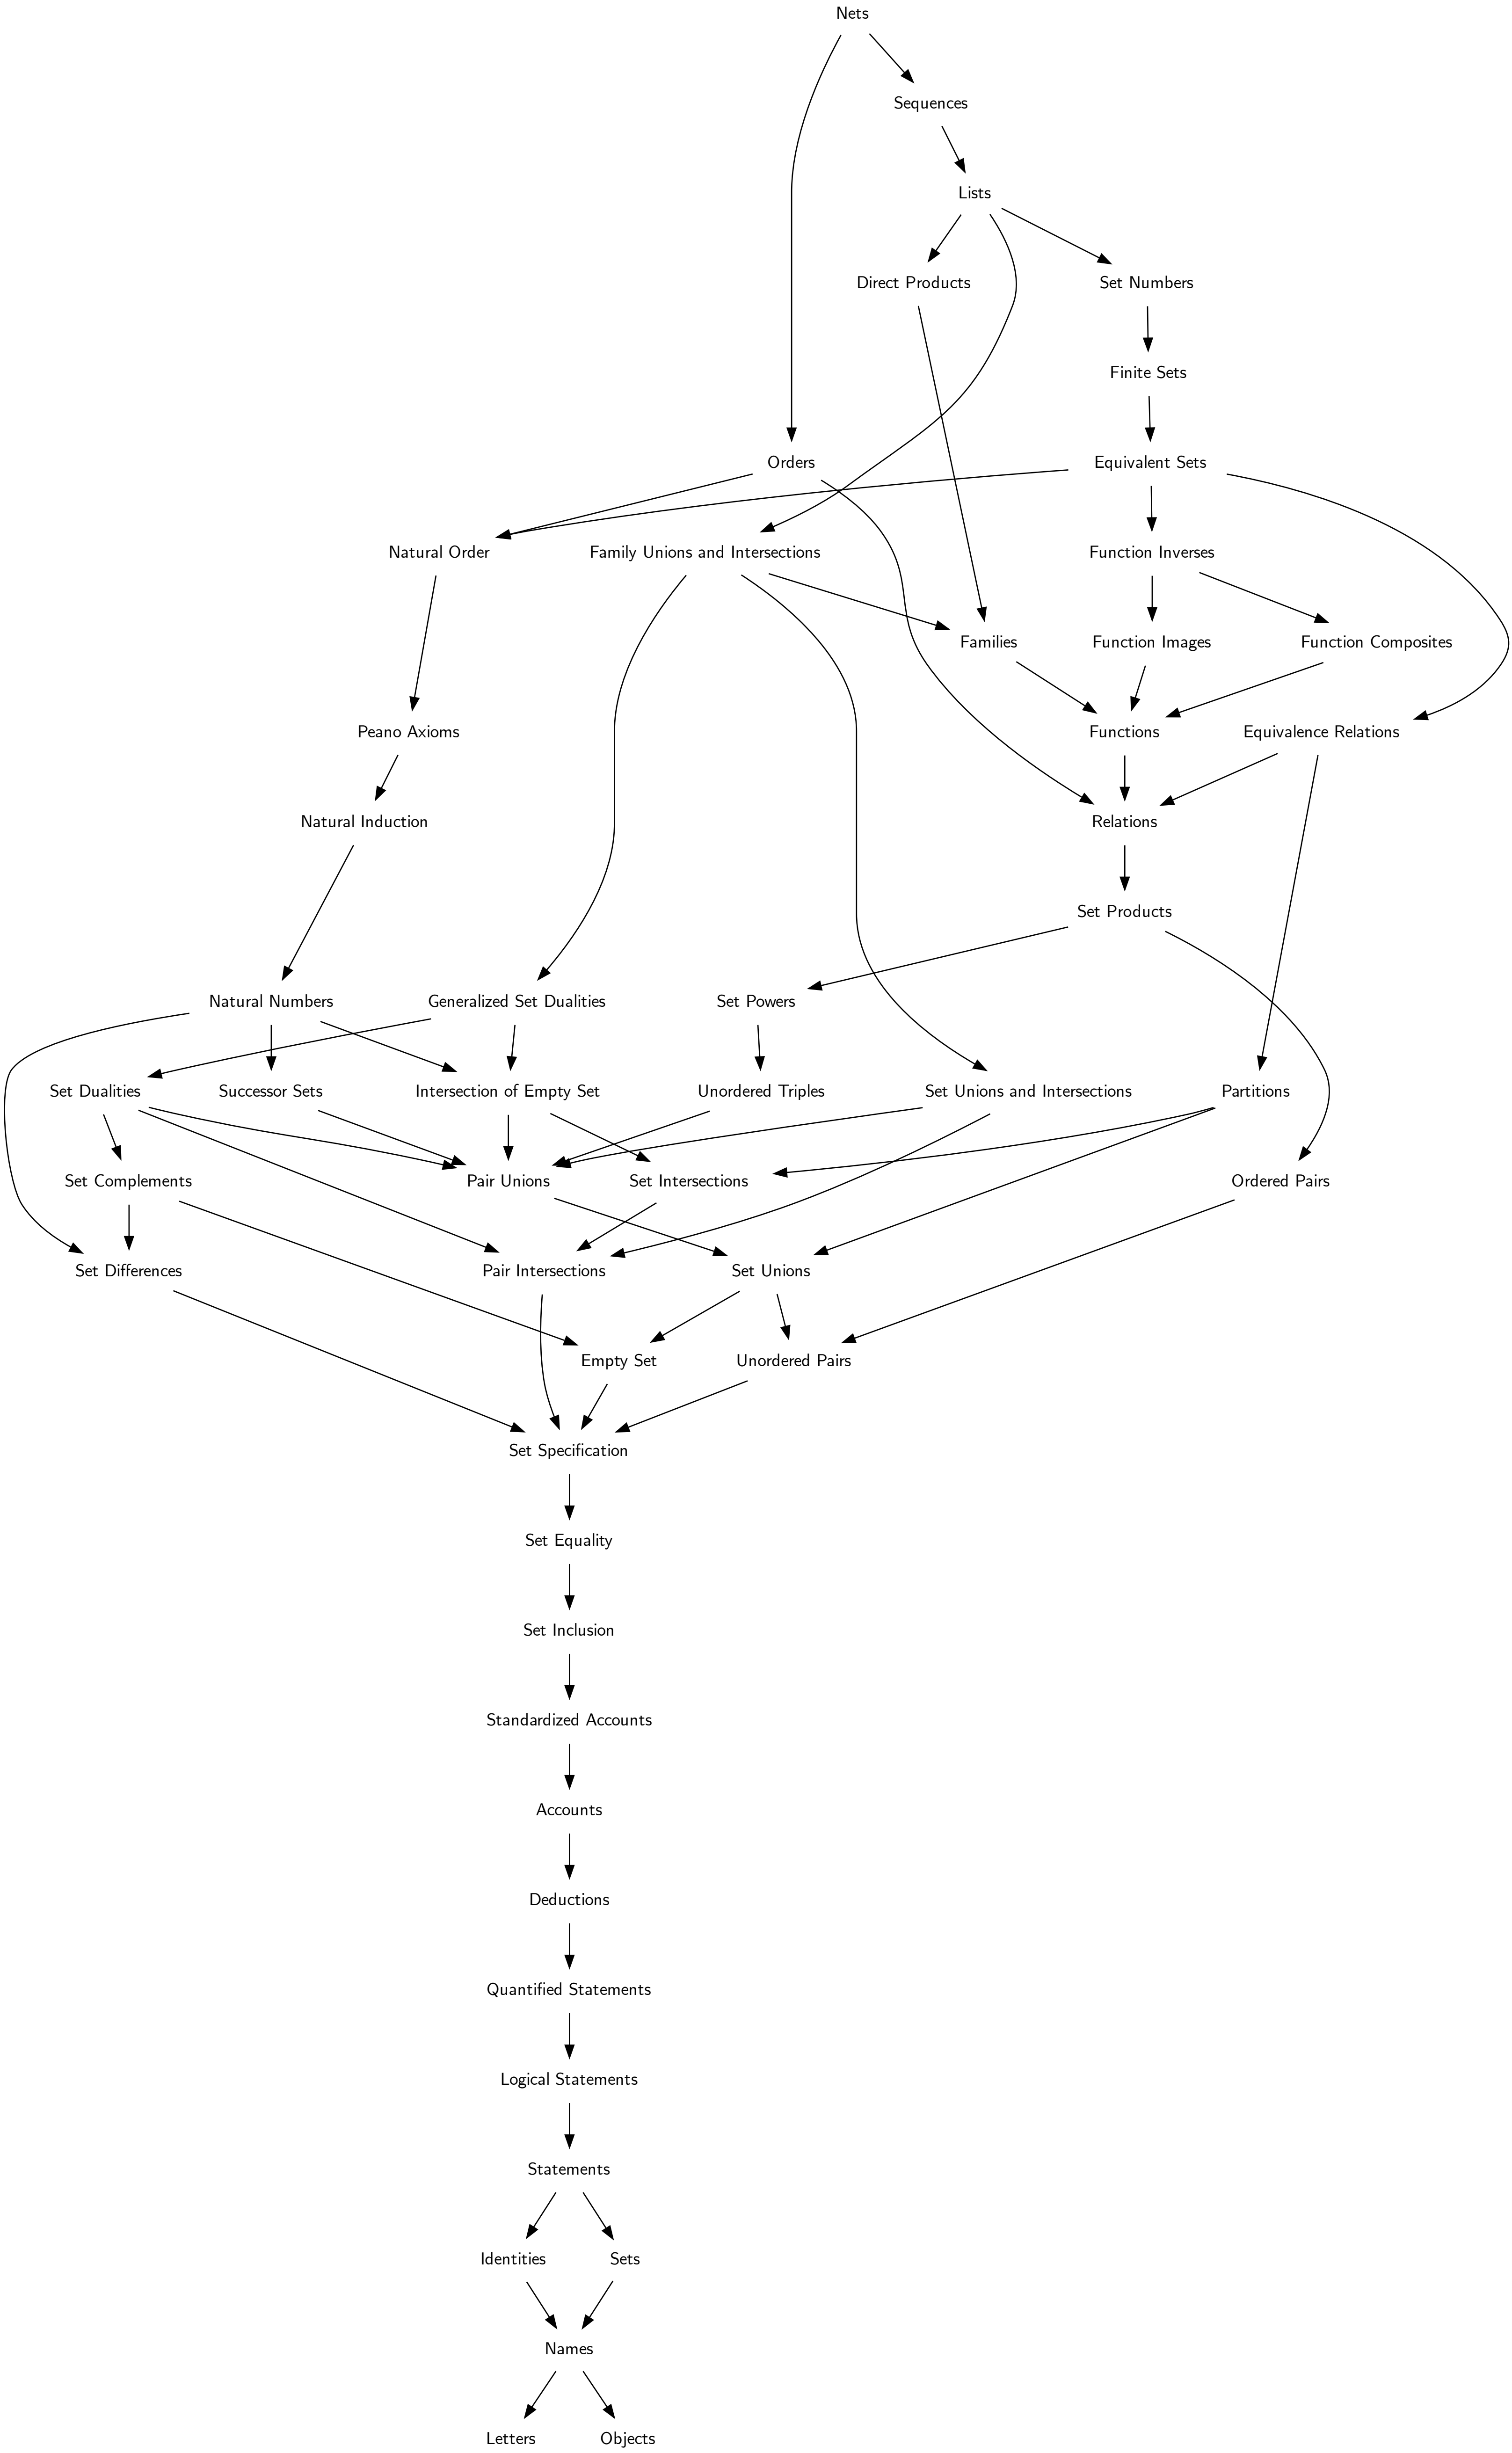 Nets
Sequences
Lists
Direct Products
Set Numbers
Finite Sets
Orders
Equivalent Sets
Natural Order
Family Unions and Intersections
Function Inverses
Families
Function Images
Function Composites
Peano Axioms
Functions
Equivalence Relations
Natural Induction
Relations
Set Products
Natural Numbers
Generalized Set Dualities
Set Powers
Set Dualities
Successor Sets
Intersection of Empty Set
Unordered Triples
Set Unions and Intersections
Partitions
Set Complements
Pair Unions
Set Intersections
Ordered Pairs
Set Differences
Pair Intersections
Set Unions
Empty Set
Unordered Pairs
Set Specification
Set Equality
Set Inclusion
Standardized Accounts
Accounts
Deductions
Quantified Statements
Logical Statements
Statements
Identities
Sets
Names
Letters
Objects